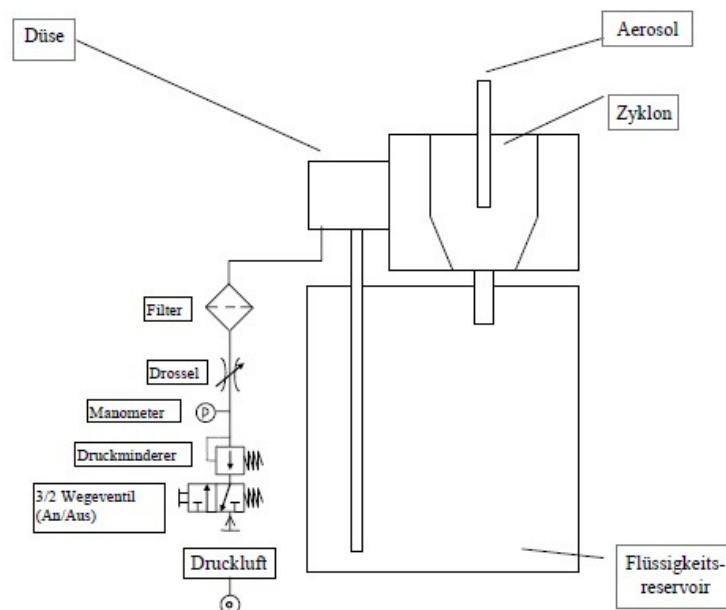 Düse
Aerosol
Zyklon
Filter
Drossel
Manometer
P
Druckminderer
3/2 Wegeventil
(An/Aus)
Druckluft
Flüssigkeits-
reservoir